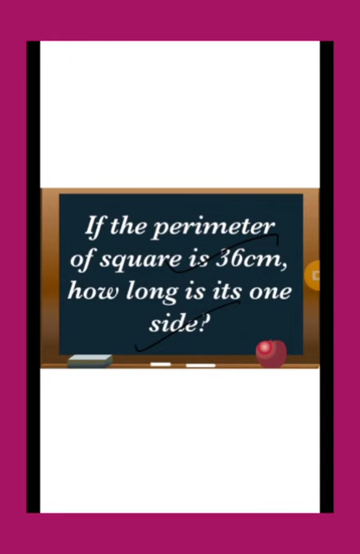 If the perimeter
of square is 36cm,
how long is its one
side?